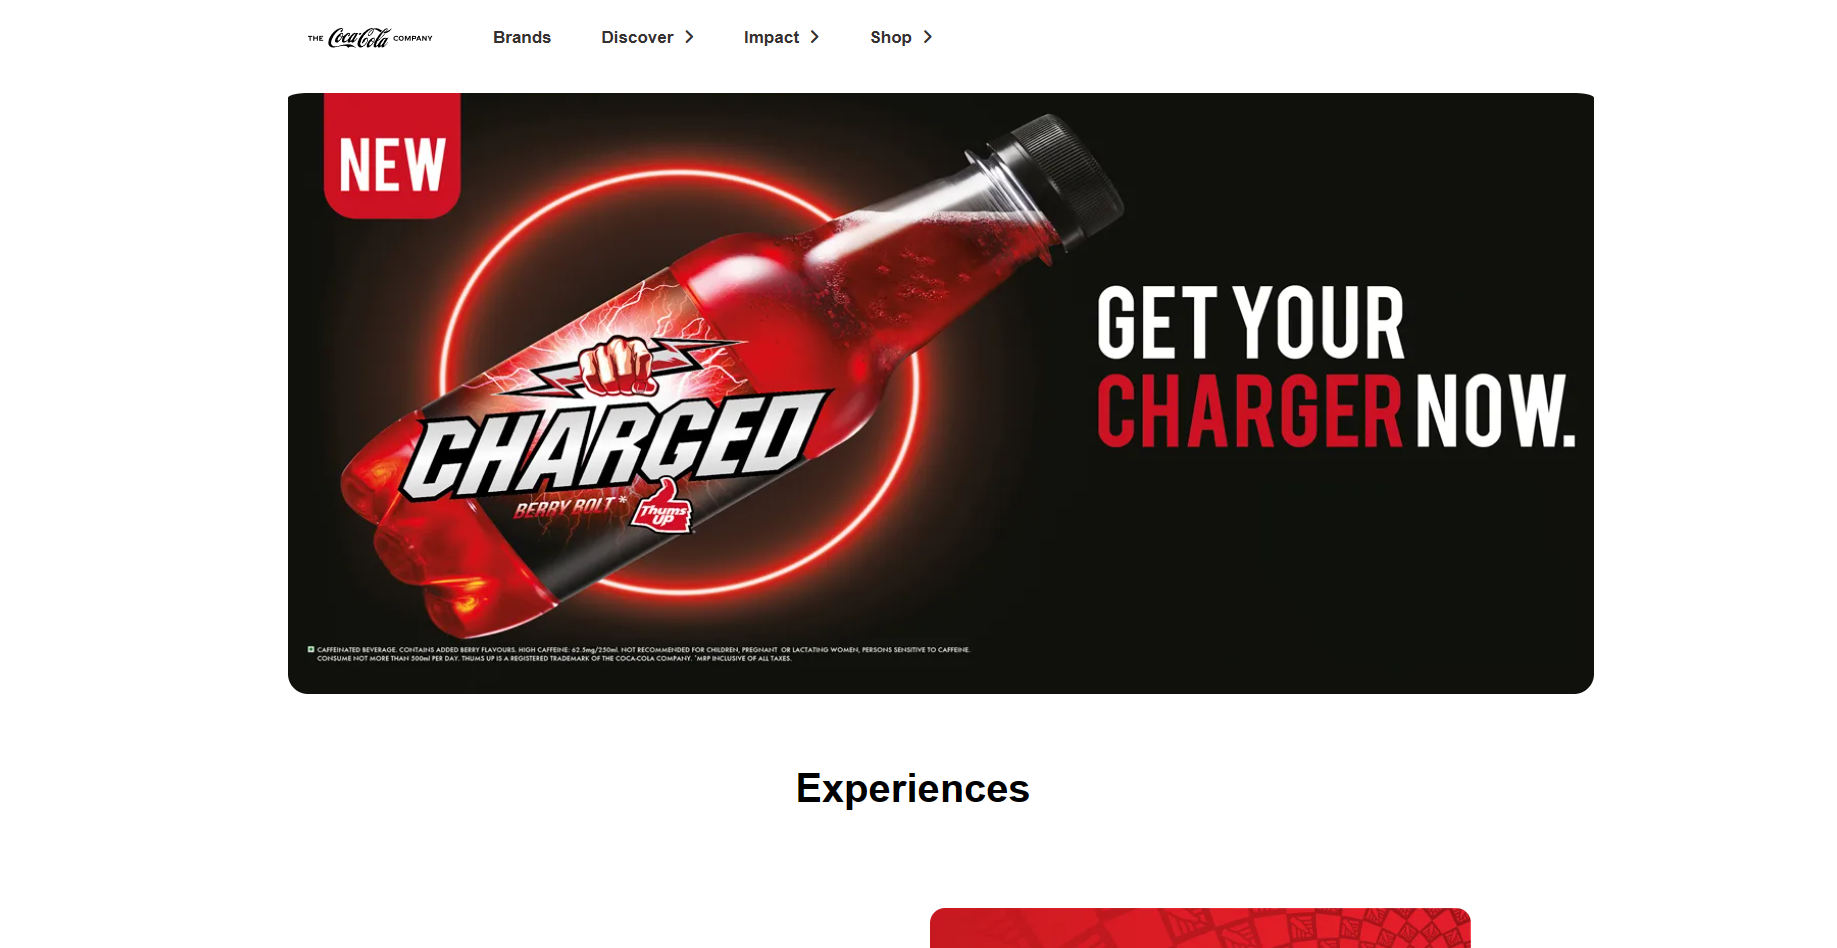 THE Coca-Cola COMPANY
Brands
Discover
Impact
Shop
NEW
GET YOUR
CHARGER NOW.
CHARGED
BERRY BOLT*
Thums
UP
CAFFEINATED BEVERAGE. CONTAINS ADDED BERRY FLAVOURS. HIGH CAFFEINE: 62.5mg/250ml. NOT RECOMMENDED FOR CHILDREN, PREGNANT OR LACTATING WOMEN, PERSONS SENSITIVE TO CAFFEINE.
CONSUME NOT MORE THAN 500ml PER DAY. THUMS UP IS A REGISTERED TRADEMARK OF THE COCA-COLA COMPANY. *MRP INCLUSIVE OF ALL TAXES.
Experiences